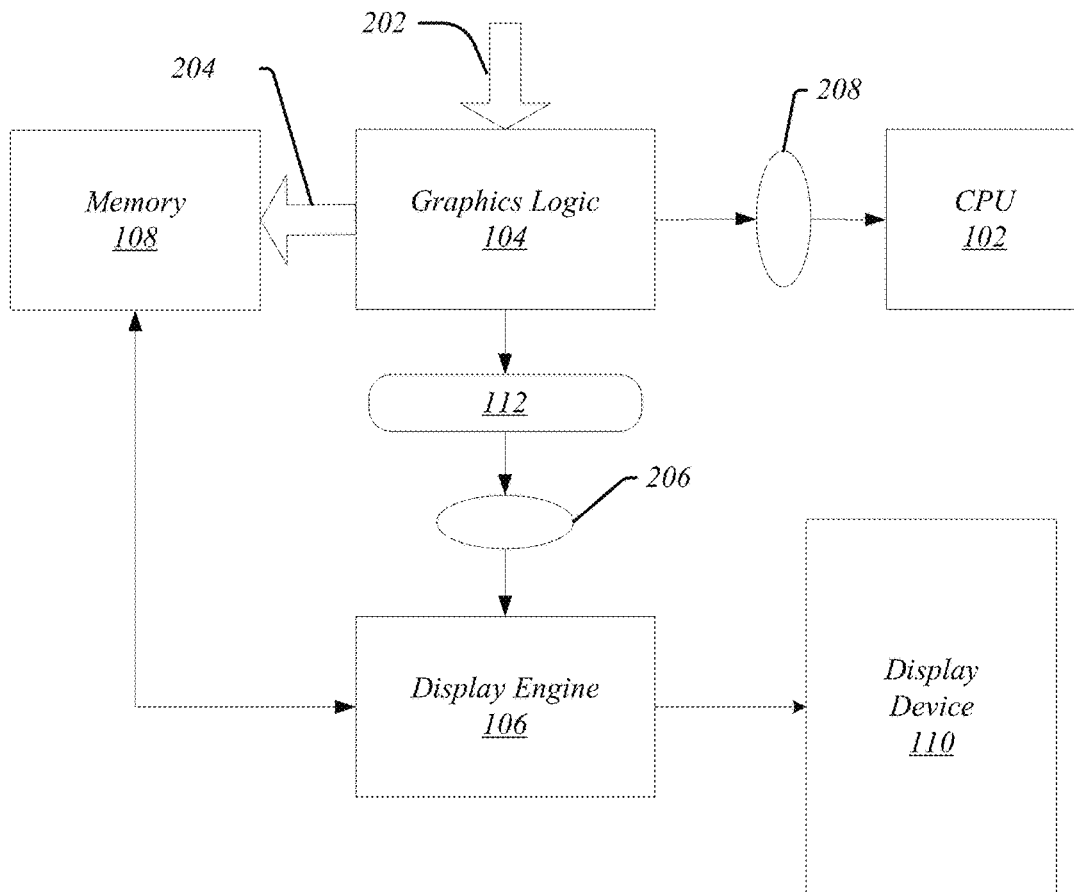 202
204
208
Memory
108
Graphics Logic
104
CPU
102
112
206
Display Engine
106
Display
Device
110